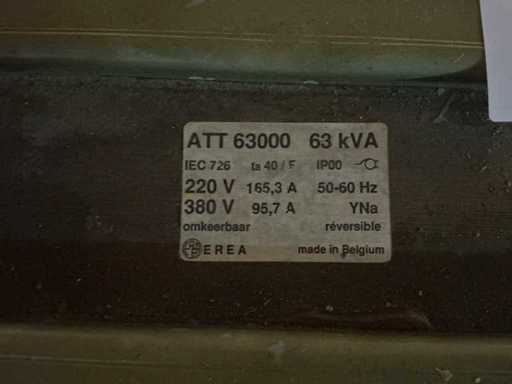 ATT 63000 63 kVA
IEC 726 ta 40 / F IP00
220 V 165,3 A 50-60 Hz
380 V 95,7 A YNa
omkeerbaar réversible
EREA made in Belgium